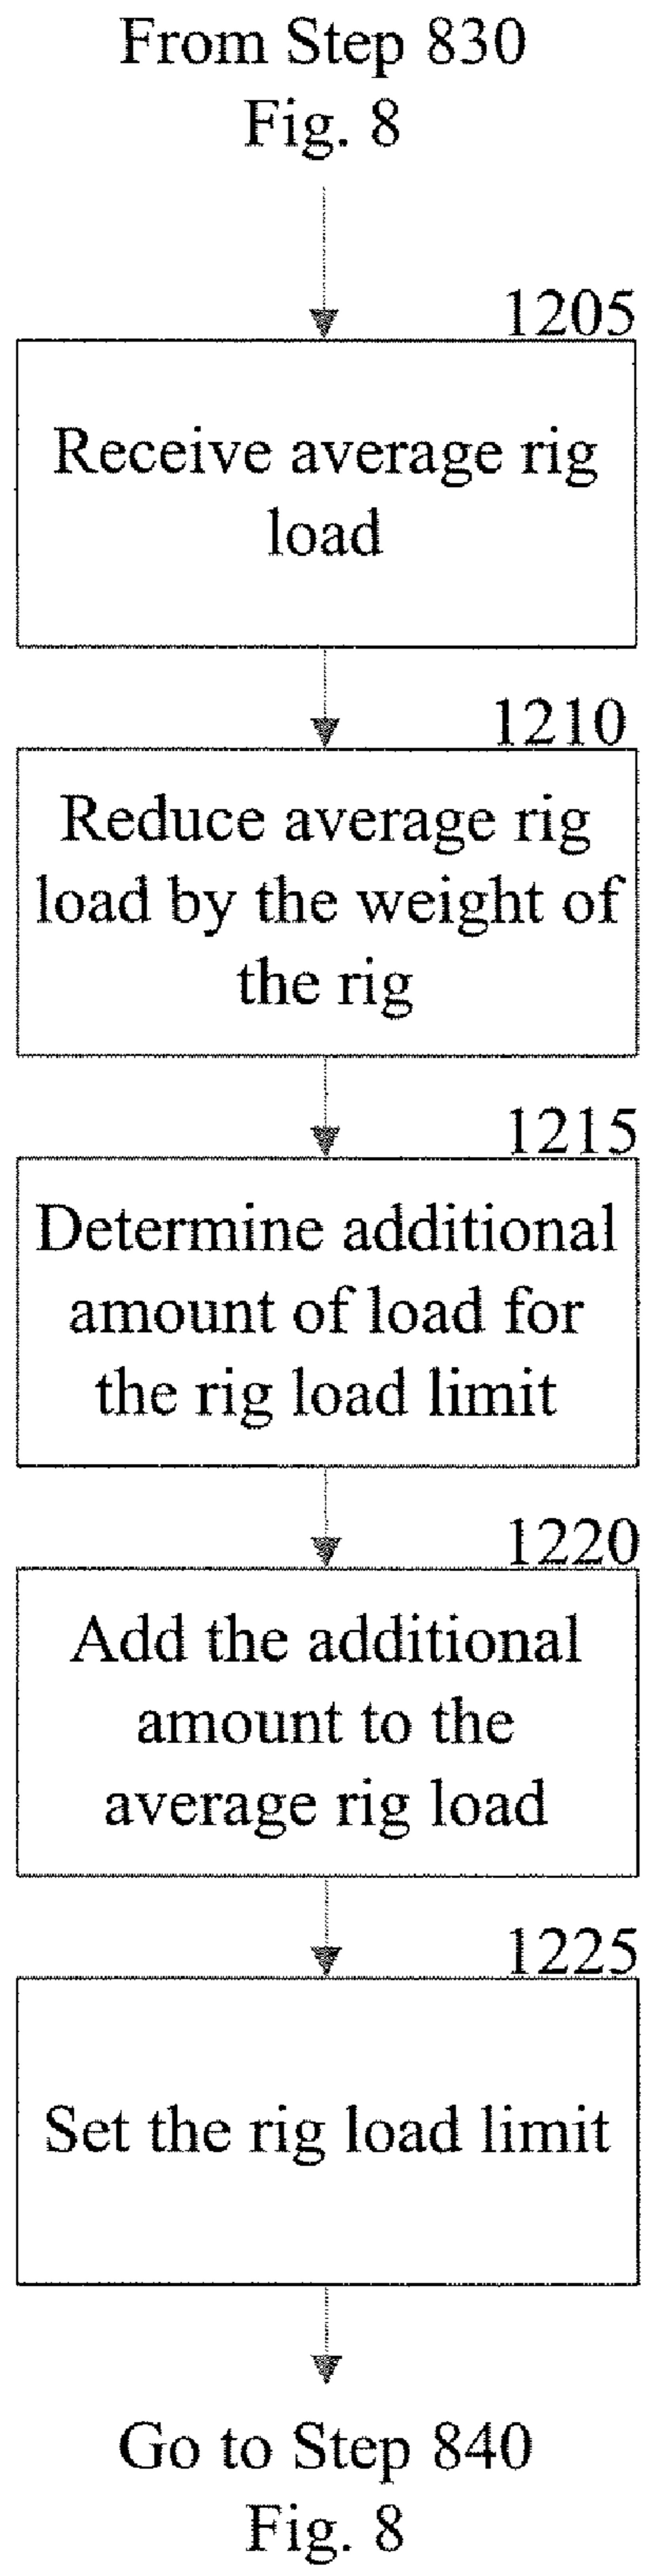 From Step 830
Fig. 8
1205
Receive average rig
load
1210
Reduce average rig
load by the weight of
the rig
1215
Determine additional
amount of load for
the rig load limit
1220
Add the additional
amount to the
average rig load
1225
Set the rig load limit
Go to Step 840
Fig. 8